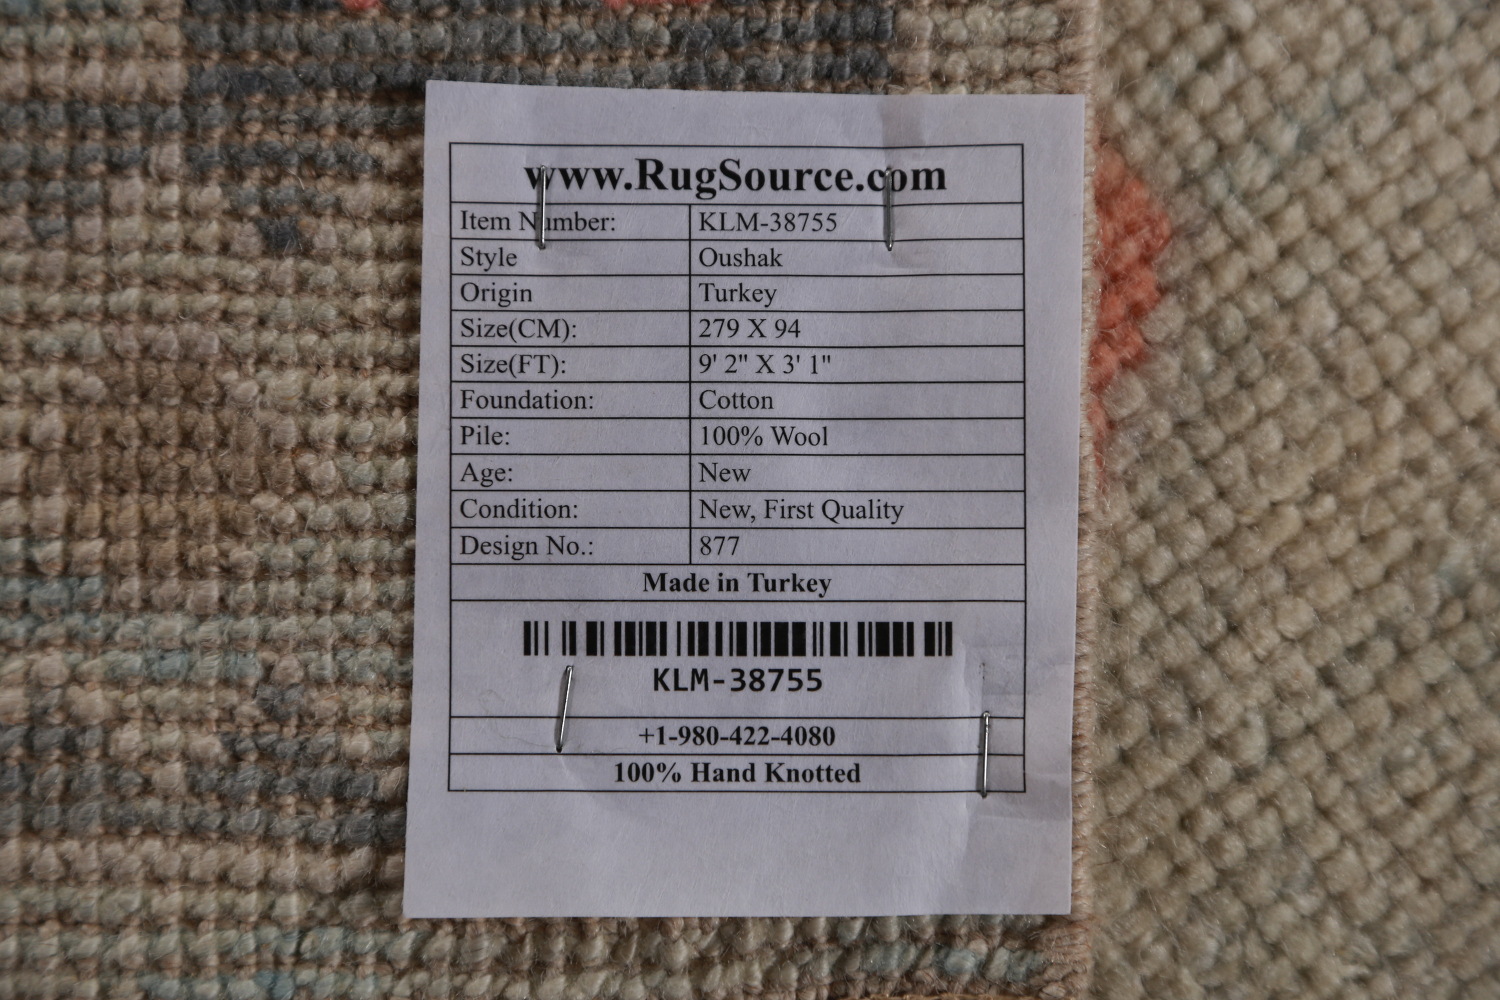 www.RugSource.com
Item Number: KLM-38755
Style Oushak
Origin Turkey
Size(CM): 279 X 94
Size(FT): 9' 2" X 3' 1"
Foundation: Cotton
Pile: 100% Wool
Age: New
Condition: New, First Quality
Design No.: 877
Made in Turkey
KLM-38755
+1-980-422-4080
100% Hand Knotted